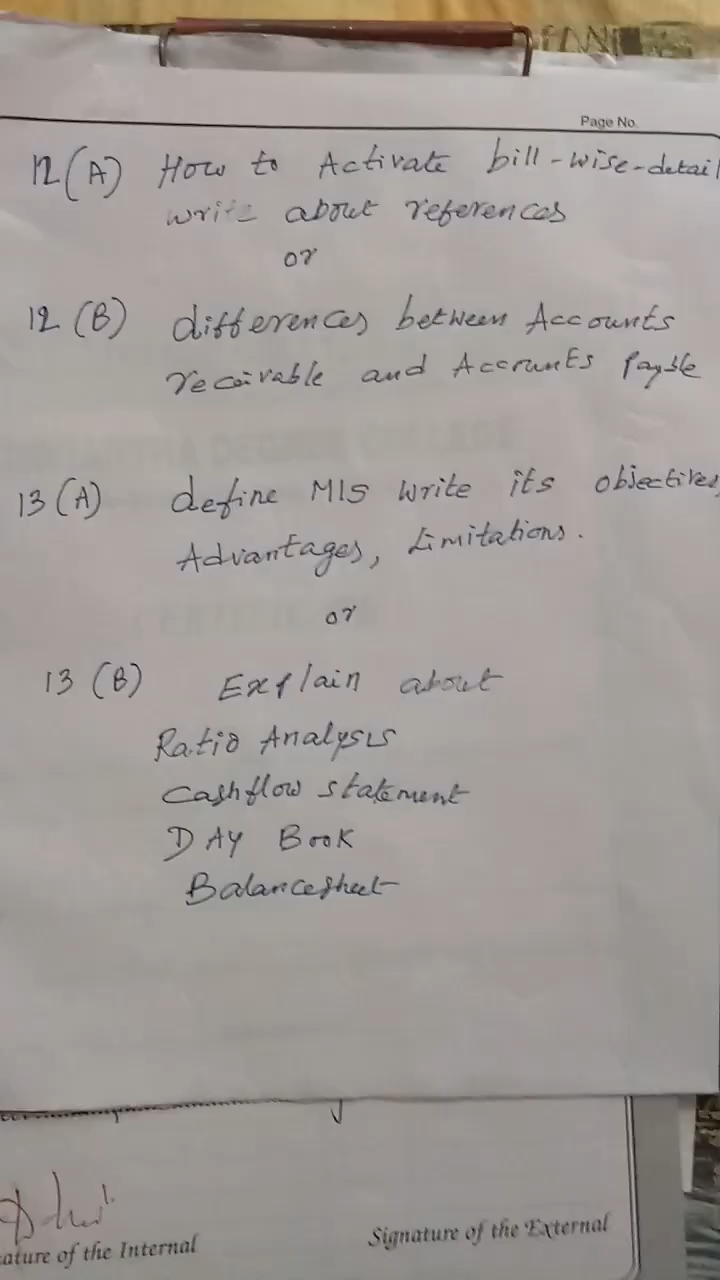 Page No.
12 (A) How to Activate bill-wise-detail
write about references
or
12 (B) differences between Accounts
receivable and Accounts Payble
13 (A) define MIS write its objectives,
Advantages, Limitations.
or
13 (B) Explain about
Ratio Analysis
Cashflow statement
DAY Book
Balancesheet
ature of the Internal
Signature of the External